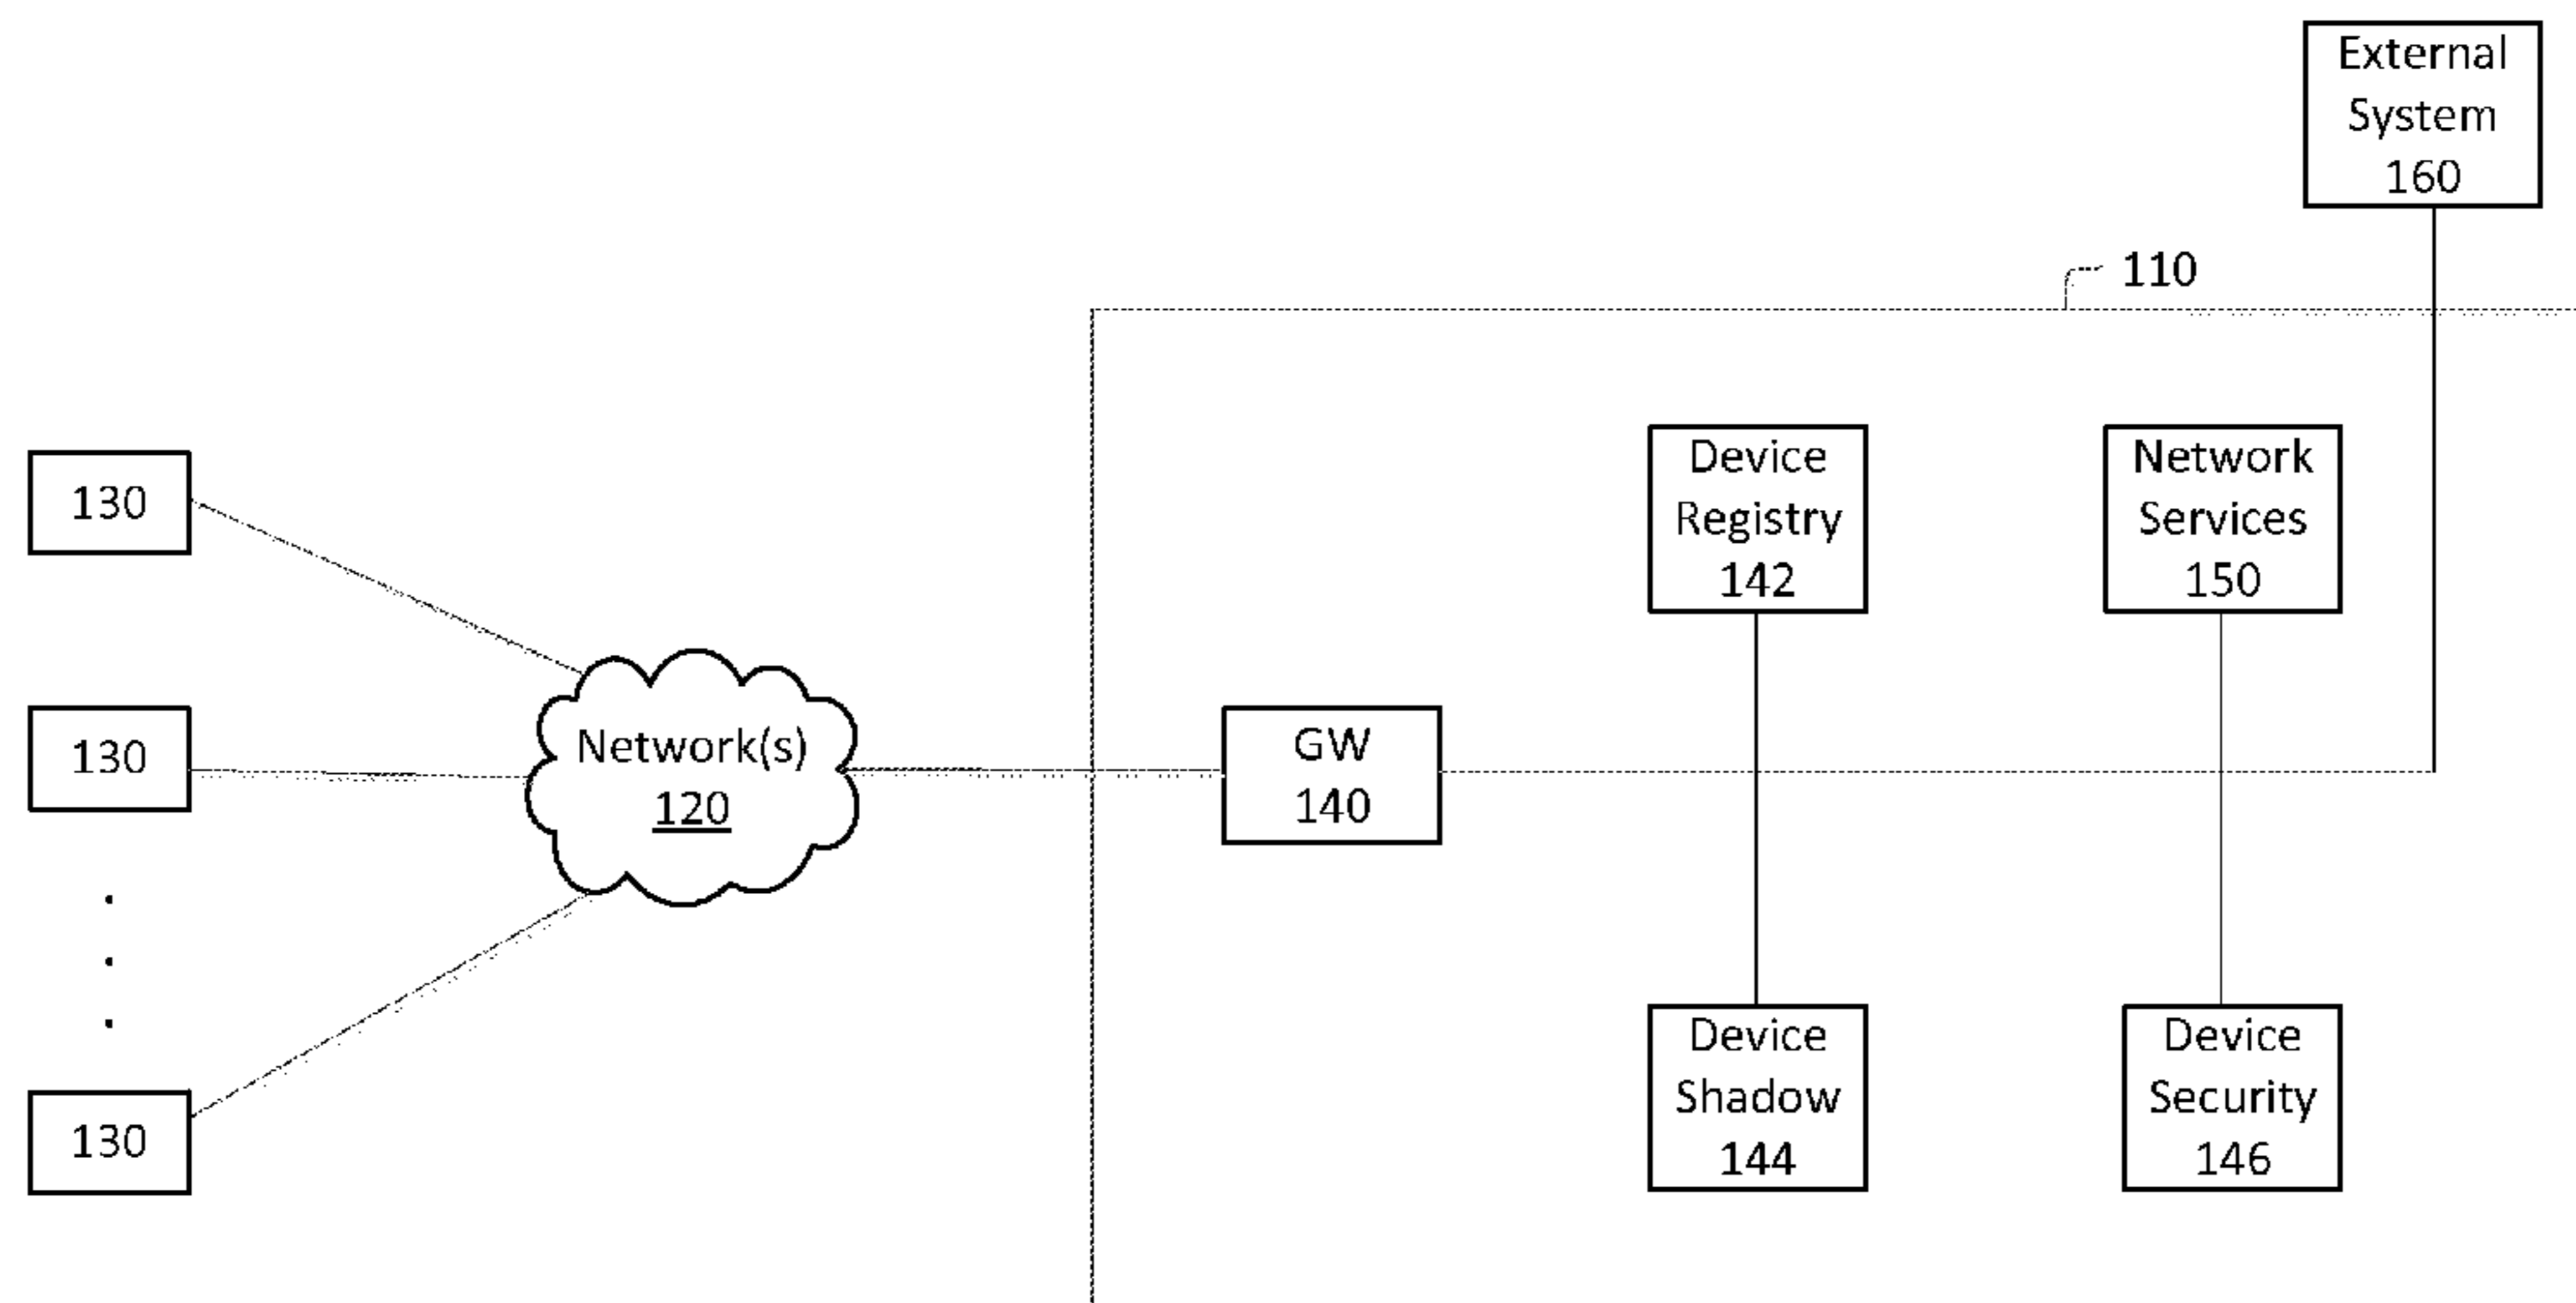 External
System
160
110
Device
Registry
142
Network
Services
150
130
130
Network(s)
120
GW
140
Device
Shadow
144
Device
Security
146
130